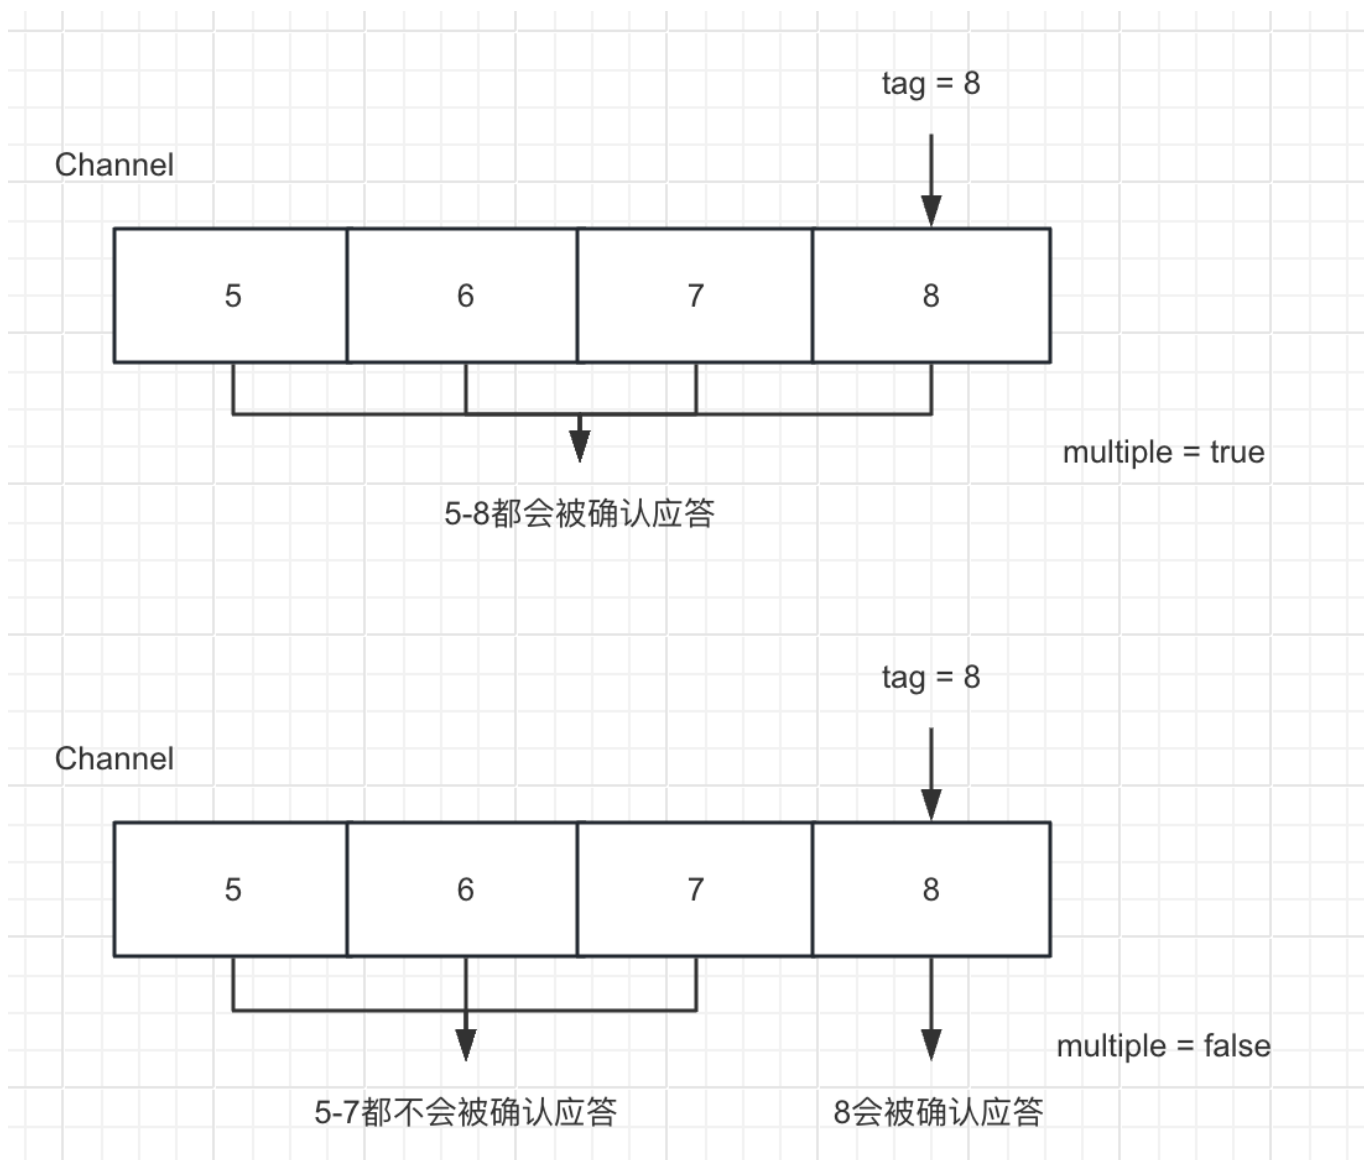 tag = 8
Channel
5 6 7 8
multiple = true
5-8都会被确认应答
tag = 8
Channel
5 6 7 8
multiple = false
5-7都不会被确认应答 8会被确认应答